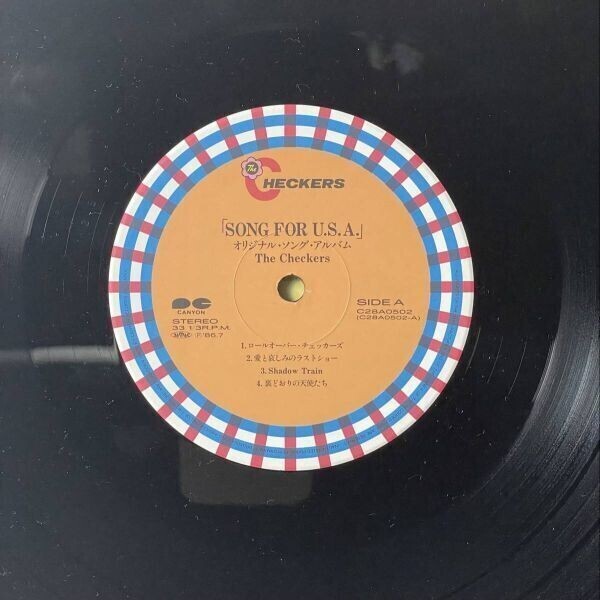 The
CHECKERS
「SONG FOR U.S.A.」
オリジナル・ソング・アルバム
The Checkers
CANYON
STEREO
33 1/3R.P.M.
℗'86.7
SIDE A
C28A0502
(C28A0502-A)
1.ロールオーバー・チェッカーズ
2.愛と哀しみのラストショー
3.Shadow Train
4.裏どおりの天使たち